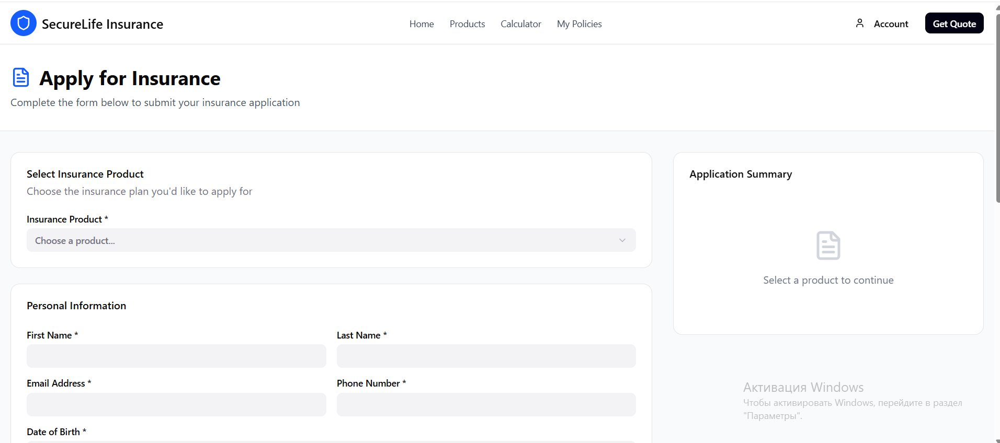 SecureLife Insurance
Home Products Calculator My Policies
Account
Get Quote
Apply for Insurance
Complete the form below to submit your insurance application
Select Insurance Product
Choose the insurance plan you'd like to apply for
Insurance Product *
Choose a product...
Application Summary
Select a product to continue
Personal Information
First Name *
Last Name *
Email Address *
Phone Number *
Date of Birth *
Активация Windows
Чтобы активировать Windows, перейдите в раздел
"Параметры".